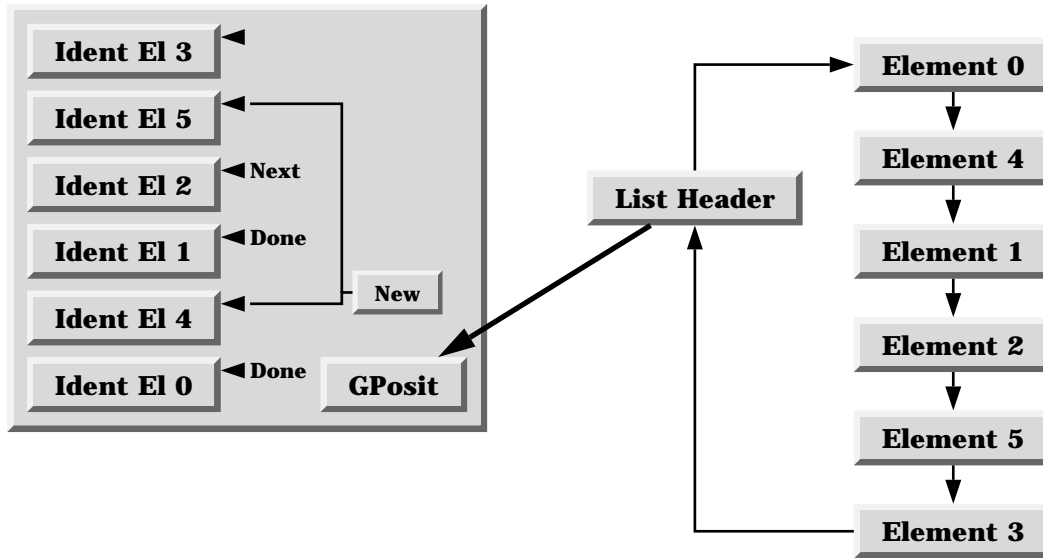 Ident El 3
Ident El 5
Ident El 2
Next
Ident El 1
Done
New
Ident El 4
Ident El 0
Done
GPosit
List Header
Element 0
Element 4
Element 1
Element 2
Element 5
Element 3